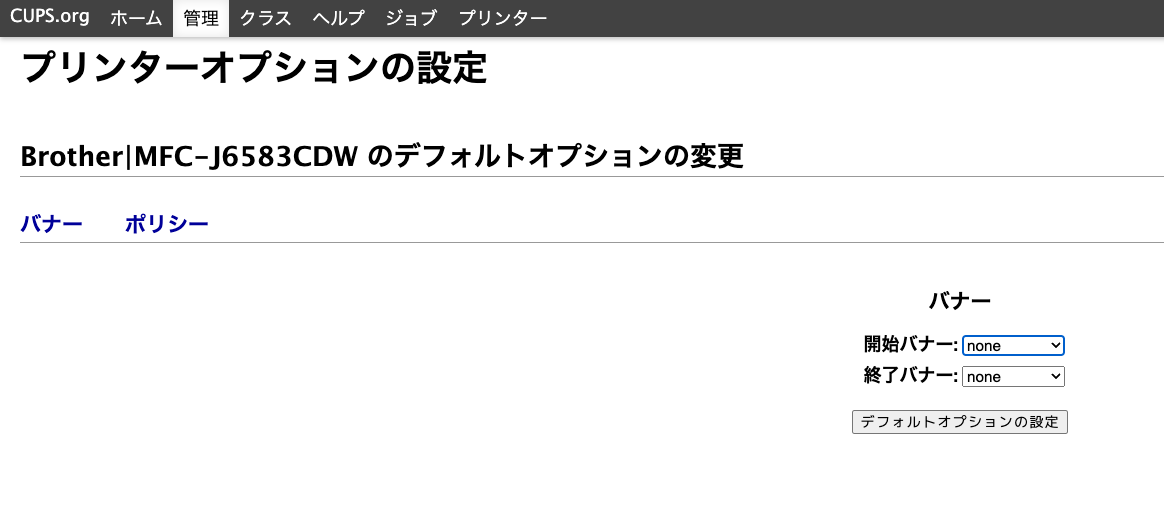 CUPS.org ホーム 管理 クラス ヘルプ ジョブ プリンター
プリンターオプションの設定
Brother|MFC-J6583CDW のデフォルトオプションの変更
バナー ポリシー
バナー
開始バナー: none
終了バナー: none
デフォルトオプションの設定